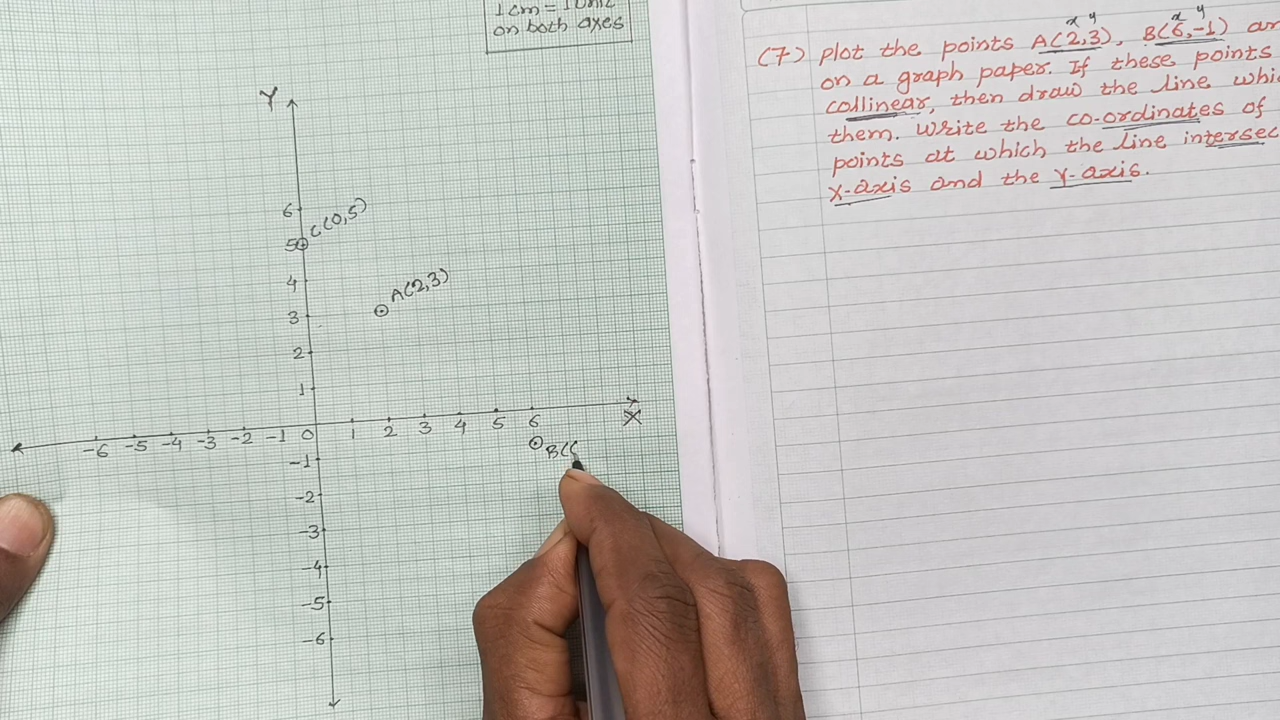 1 cm = 1 unit
on both axes
Y
6
C(0,5)
5
4
A(2,3)
3
2
1
X
-6 -5 -4 -3 -2 -1 0 1 2 3 4 5 6
B(6
-1
-2
-3
-4
-5
-6
(7) Plot the points A(2,3), B(6,-1)
x y x y
on a graph paper. If these points
collinear, then draw the line
them. Write the co-ordinates of
points at which the line
X-axis and the Y-axis.